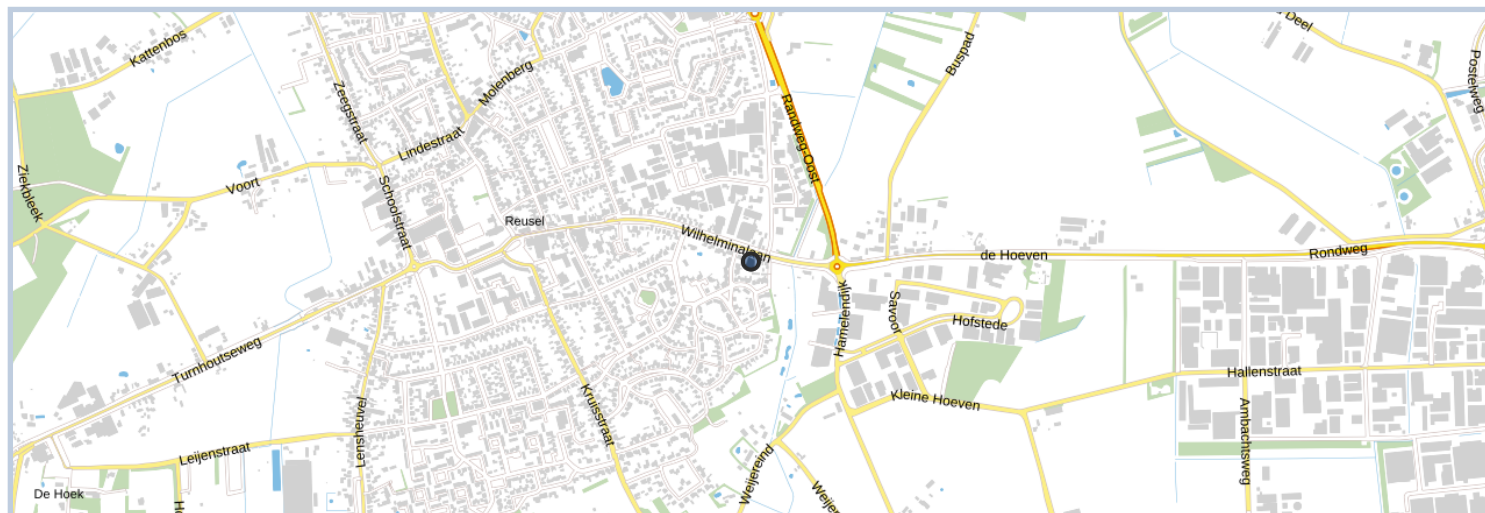 Deel
Kattenbos
Buspad
Postelweg
Molenberg
Zeegstraat
Randweg-Oost
Lindestraat
Ziekbleek
Voort
Schoolstraat
Reusel
Wilhelminalaan
de Hoeven
Rondweg
Savoor
Hamelendijk
Hofstede
Turnhoutseweg
Hallenstraat
Kruisstraat
Kleine Hoeven
Lensheuvel
Ambachtsweg
Leijenstraat
Weijereind
De Hoek